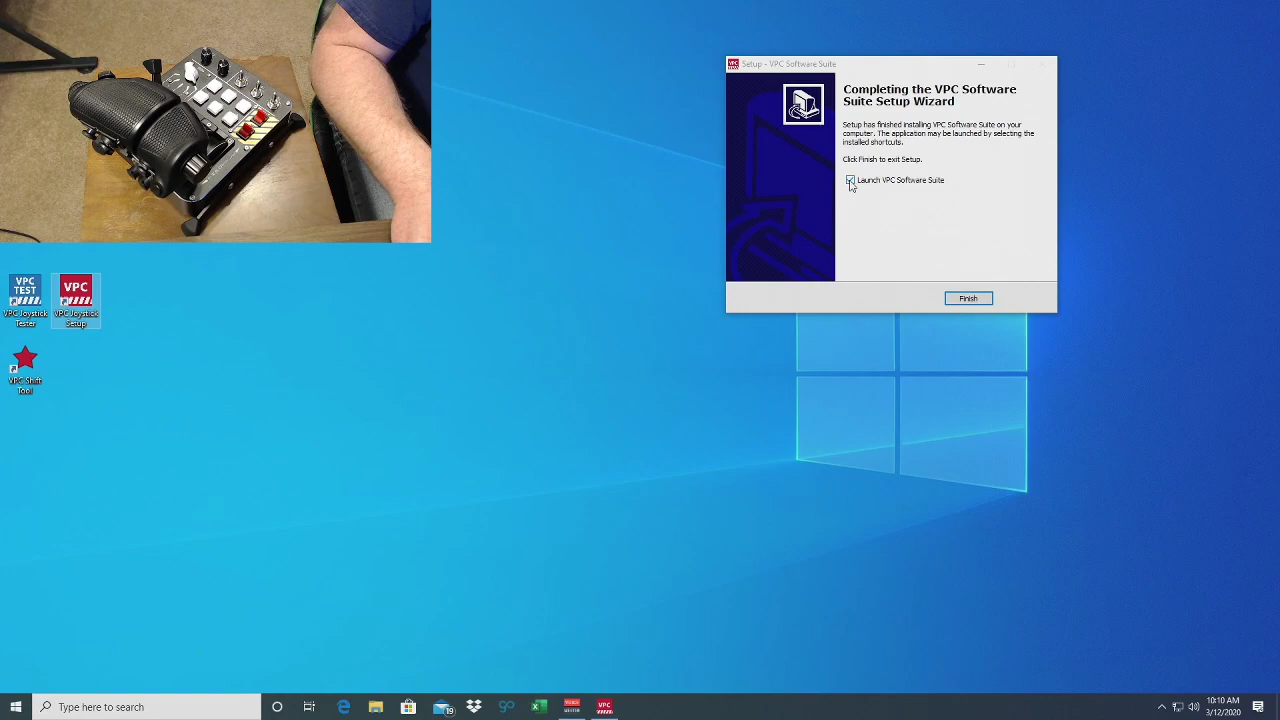 VPC
Setup - VPC Software Suite
Completing the VPC Software
Suite Setup Wizard
Setup has finished installing VPC Software Suite on your
computer. The application may be launched by selecting the
installed shortcuts.
Click Finish to exit Setup.
Launch VPC Software Suite
Finish
VPC
TEST
VPC Joystick
Tester
VPC
VPC Joystick
Setup
VPC Shift
Tool
Type here to search
19
VPC
10:10 AM
3/12/2020